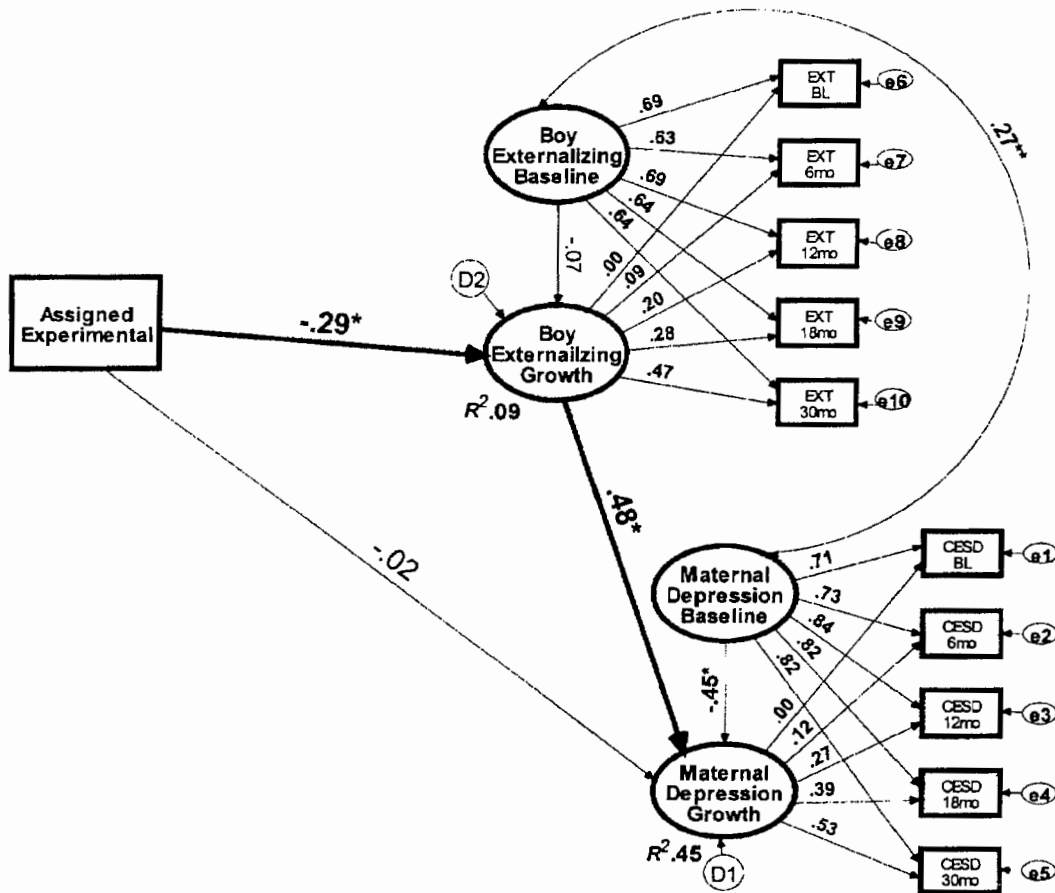 EXT
BL
e6
.69
Boy
Externalizing
Baseline
.63
EXT
6mo
e7
.27**
.69
.64
.64
EXT
12mo
e8
-.07
.00
.09
.20
D2
Assigned
Experimental
-.29*
Boy
Externailzing
Growth
.28
EXT
18mo
e9
.47
EXT
30mo
e10
R².09
.48*
-.02
Maternal
Depression
Baseline
.71
CESD
BL
e1
.73
.84
.82
.82
CESD
6mo
e2
-.45*
.00
.12
.27
CESD
12mo
e3
Maternal
Depression
Growth
.39
CESD
18mo
e4
.53
R².45
D1
CESD
30mo
e5